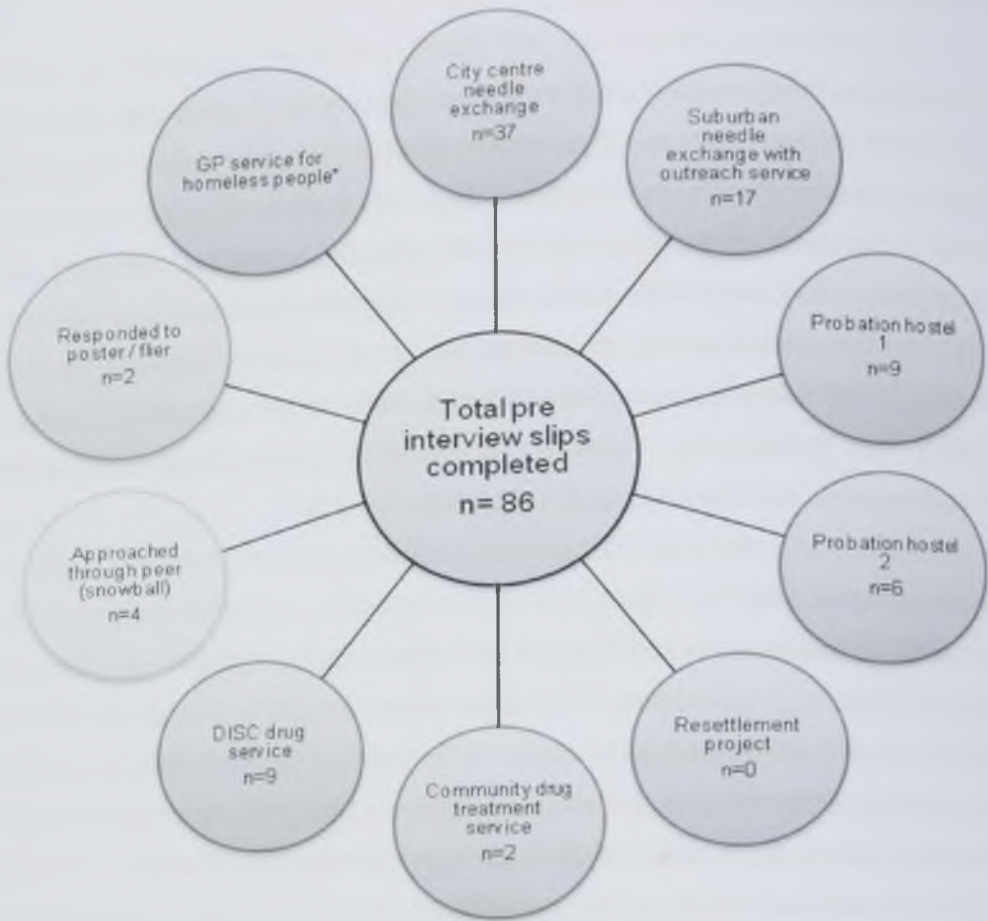 City centre
needle
exchange
n=37
Suburban
needle
exchange with
outreach service
n=17
Probation hostel
1
n=9
Probation hostel
2
n=6
Resettlement
project
n=0
Community drug
treatment
service
n=2
DISC drug
service
n=9
Approached
through peer
(snowball)
n=4
Responded to
poster / flier
n=2
GP service for
homeless people*
Total pre
interview slips
completed
n= 86